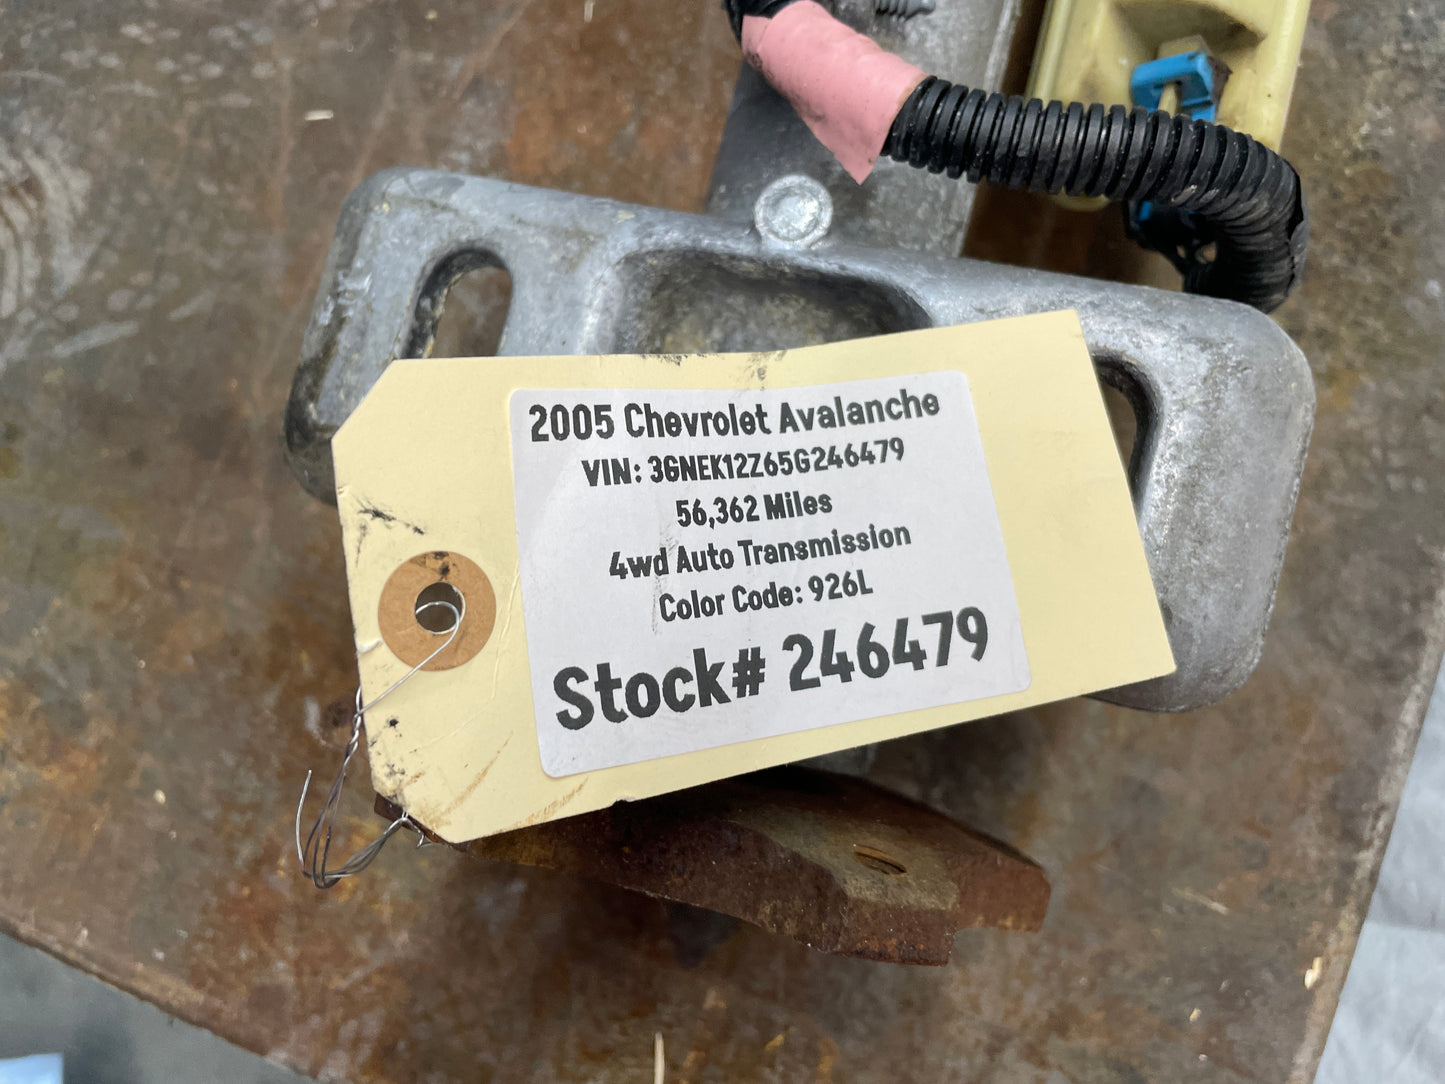 2005 Chevrolet Avalanche
VIN: 3GNEK12Z65G246479
56,362 Miles
4wd Auto Transmission
Color Code: 926L
Stock# 246479